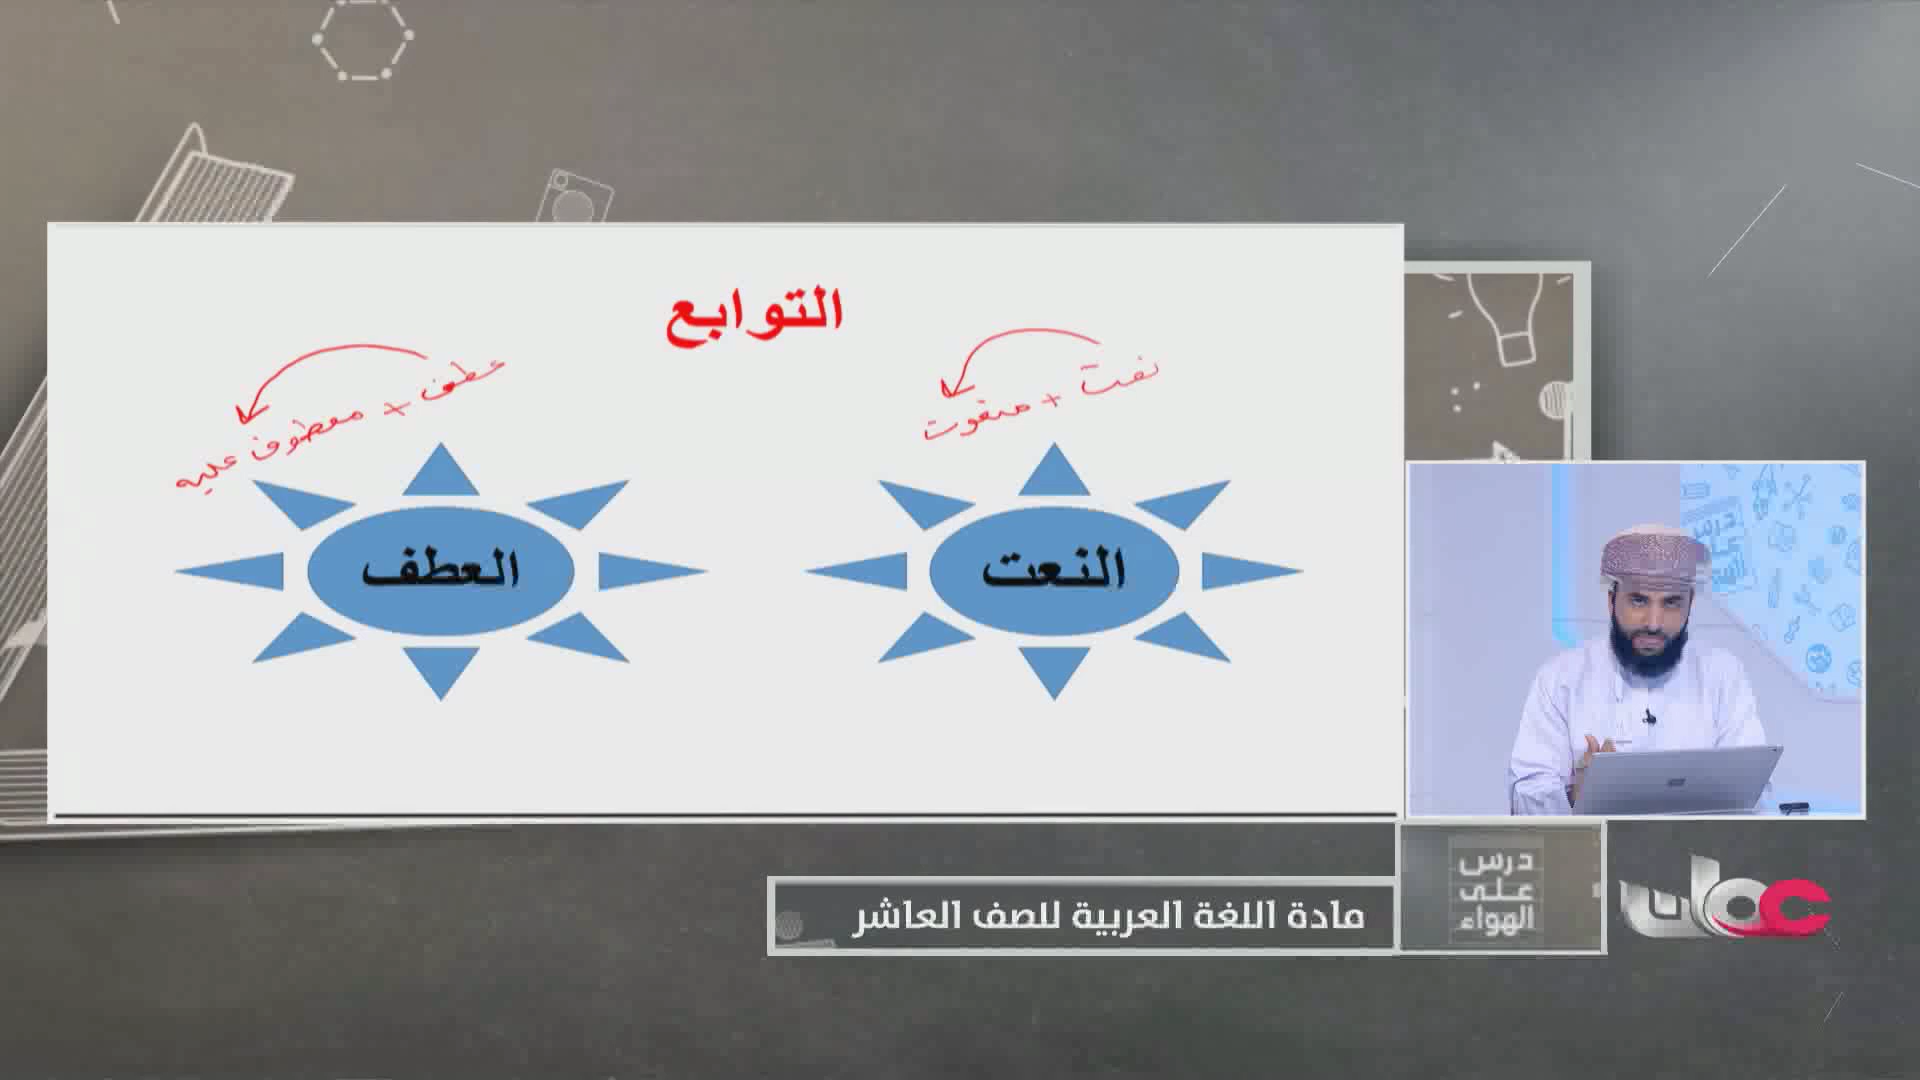 التوابع
نعت + منعوت
عطف + معطوف عليه
النعت
العطف
مادة اللغة العربية للصف العاشر
درس
على
الهواء
عمان